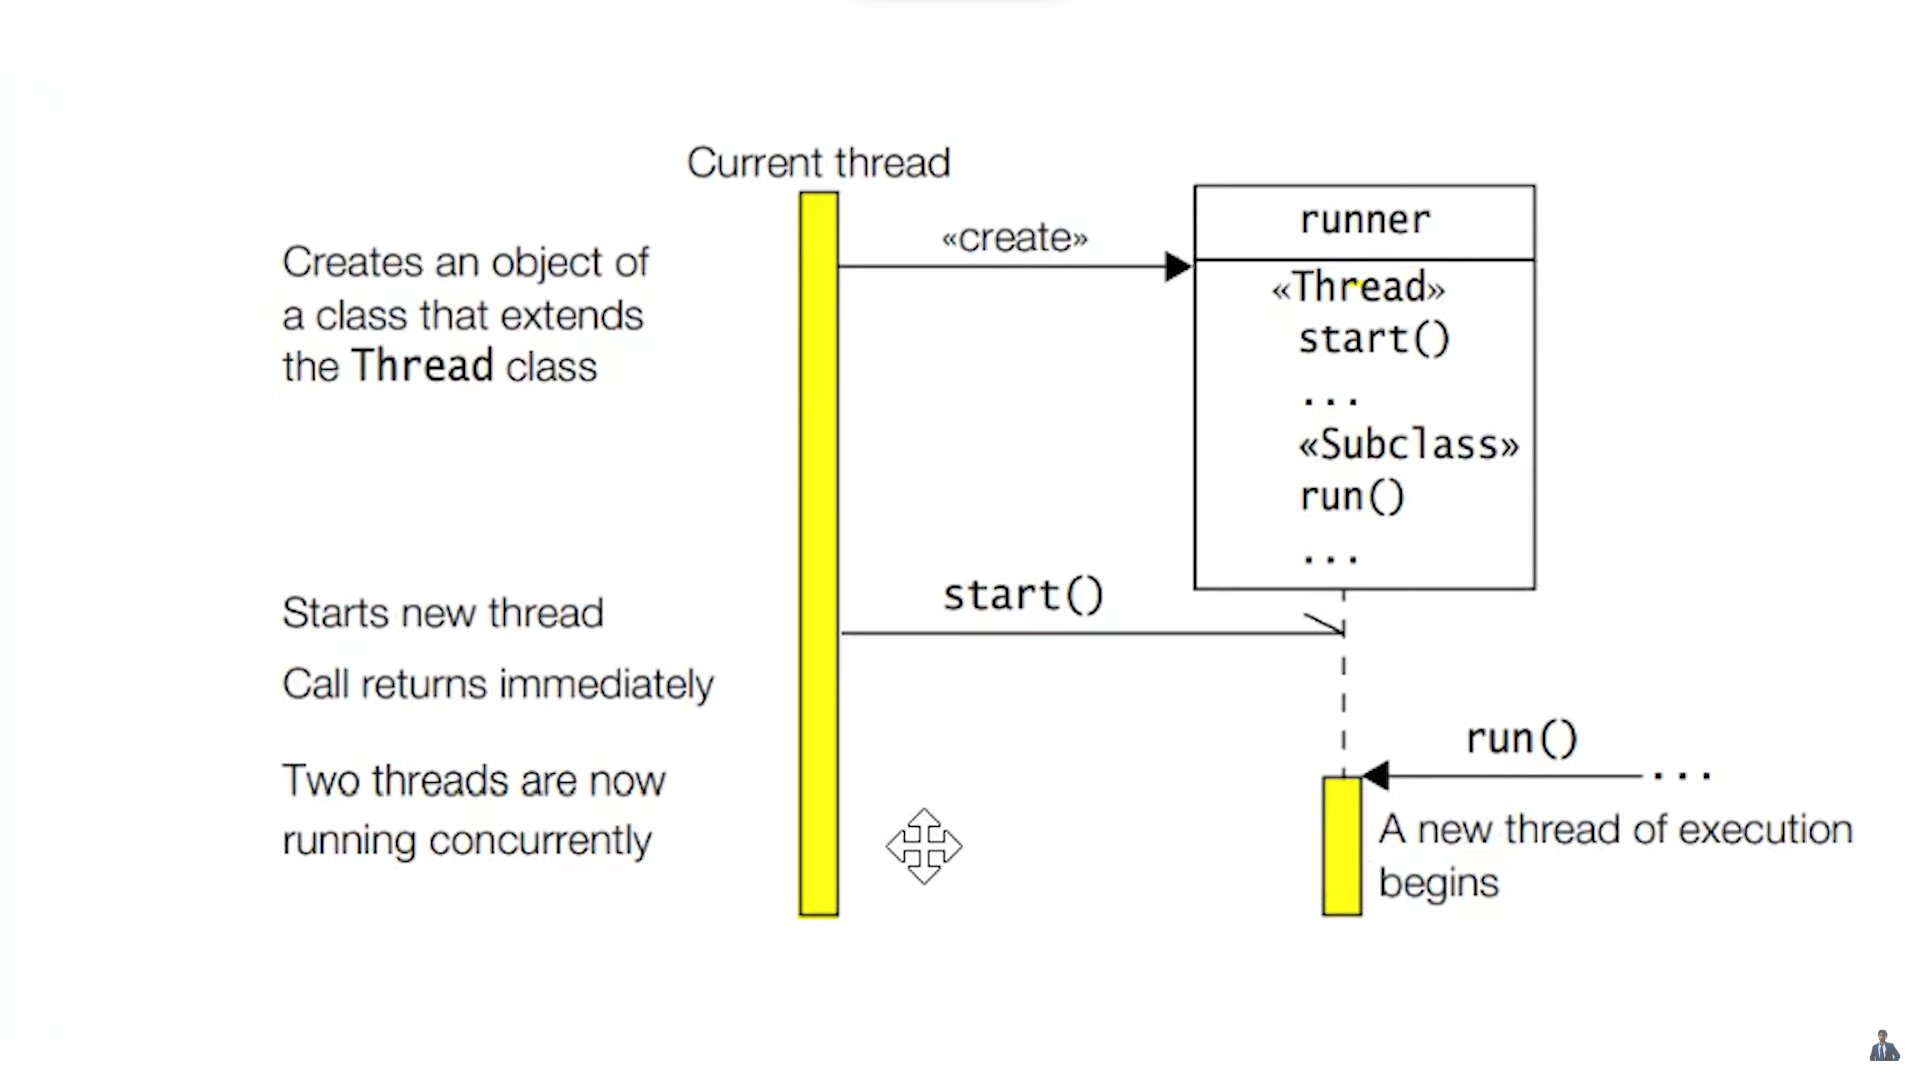 Current thread
Creates an object of
a class that extends
the Thread class
«create»
runner
«Thread»
start()
...
«Subclass»
run()
...
Starts new thread
start()
Call returns immediately
Two threads are now
running concurrently
run()
...
A new thread of execution
begins